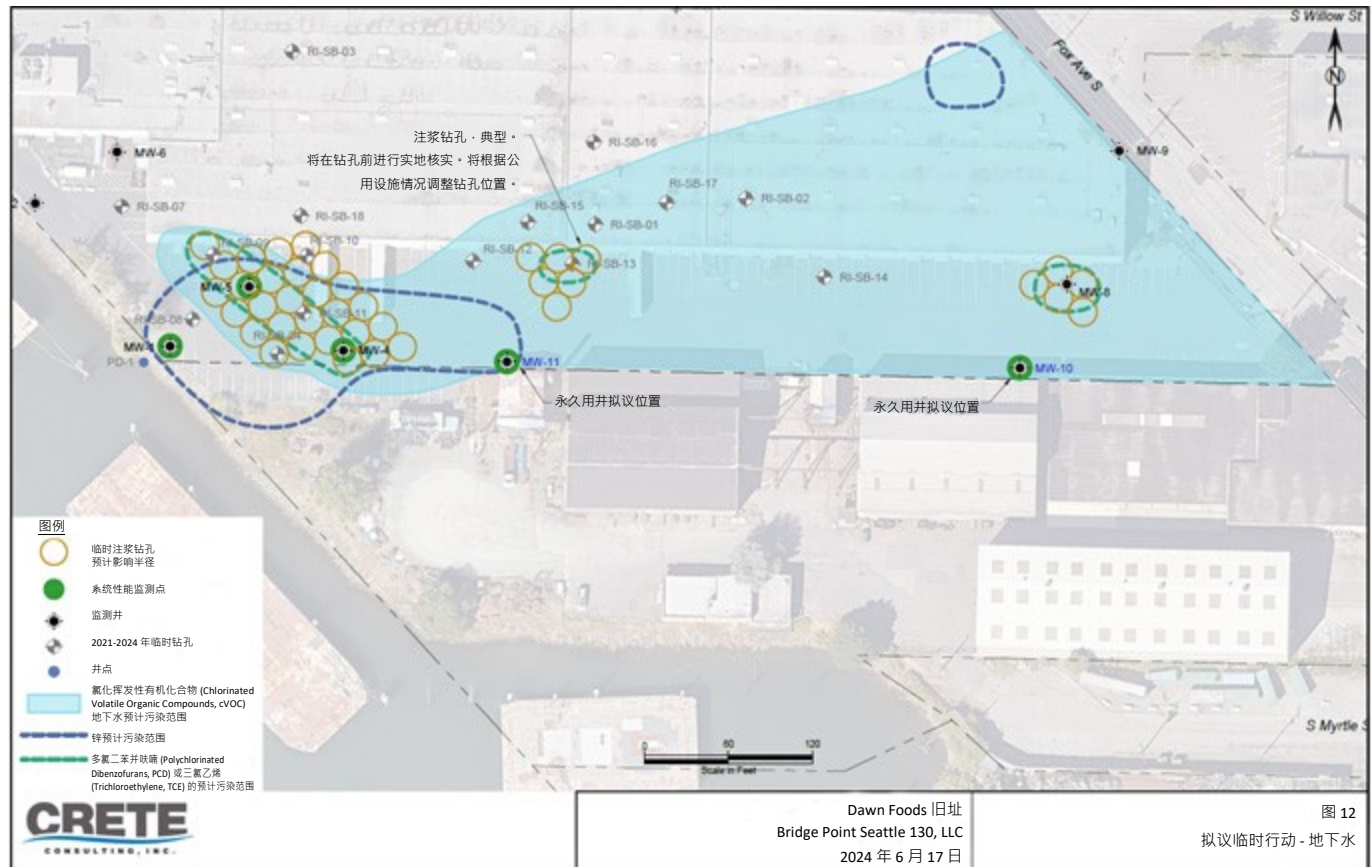 S Willow St
Fox Ave S
N
RI-SB-03
注浆钻孔,典型。
将在钻孔前进行实地核实。将根据公
用设施情况调整钻孔位置。
RI-SB-16
MW-6
MW-9
RI-SB-07
RI-SB-18
RI-SB-17
RI-SB-02
RI-SB-15
RI-SB-01
RI-SB-10
RI-SB-12
RI-SB-13
RI-SB-14
MW-5
MW-8
RI-SB-08
RI-SB-11
MW-4
PD-1
MW-11
MW-10
永久用井拟议位置
永久用井拟议位置
图例
临时注浆钻孔
预计影响半径
系统性能监测点
监测井
2021-2024 年临时钻孔
井点
氯化挥发性有机化合物 (Chlorinated
Volatile Organic Compounds, cVOC)
地下水预计污染范围
锌预计污染范围
多氯二苯并呋喃 (Polychlorinated
Dibenzofurans, PCD) 或三氯乙烯
(Trichloroethylene, TCE) 的预计污染范围
S Myrtle S
0 60 120
Scale in Feet
CRETE
CONSULTING, INC.
Dawn Foods 旧址
Bridge Point Seattle 130, LLC
2024 年 6 月 17 日
图 12
拟议临时行动 - 地下水